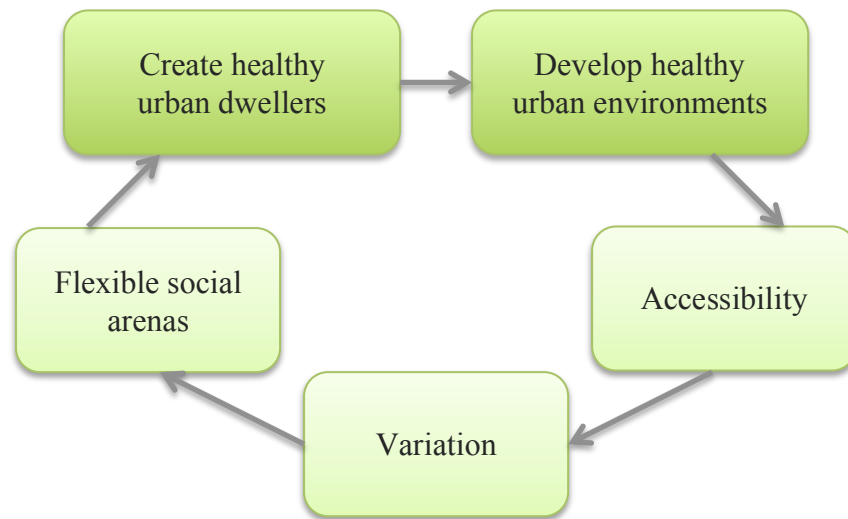 Create healthy
urban dwellers
Develop healthy
urban environments
Flexible social
arenas
Accessibility
Variation